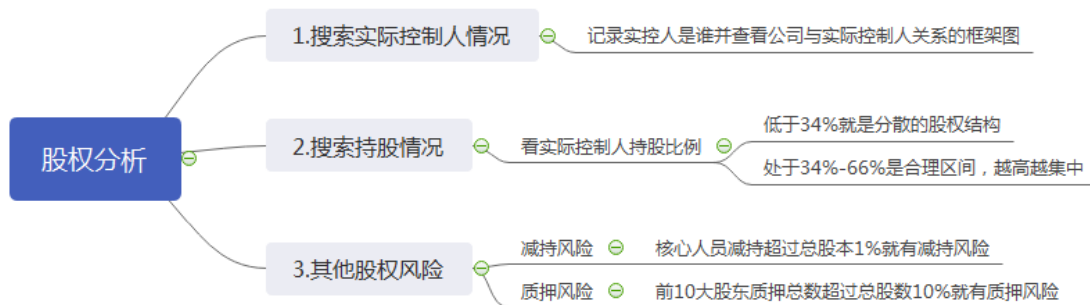 股权分析
1.搜索实际控制人情况
记录实控人是谁并查看公司与实际控制人关系的框架图
2.搜索持股情况
看实际控制人持股比例
低于34%就是分散的股权结构
处于34%-66%是合理区间，越高越集中
3.其他股权风险
减持风险
核心人员减持超过总股本1%就有减持风险
质押风险
前10大股东质押总数超过总股数10%就有质押风险